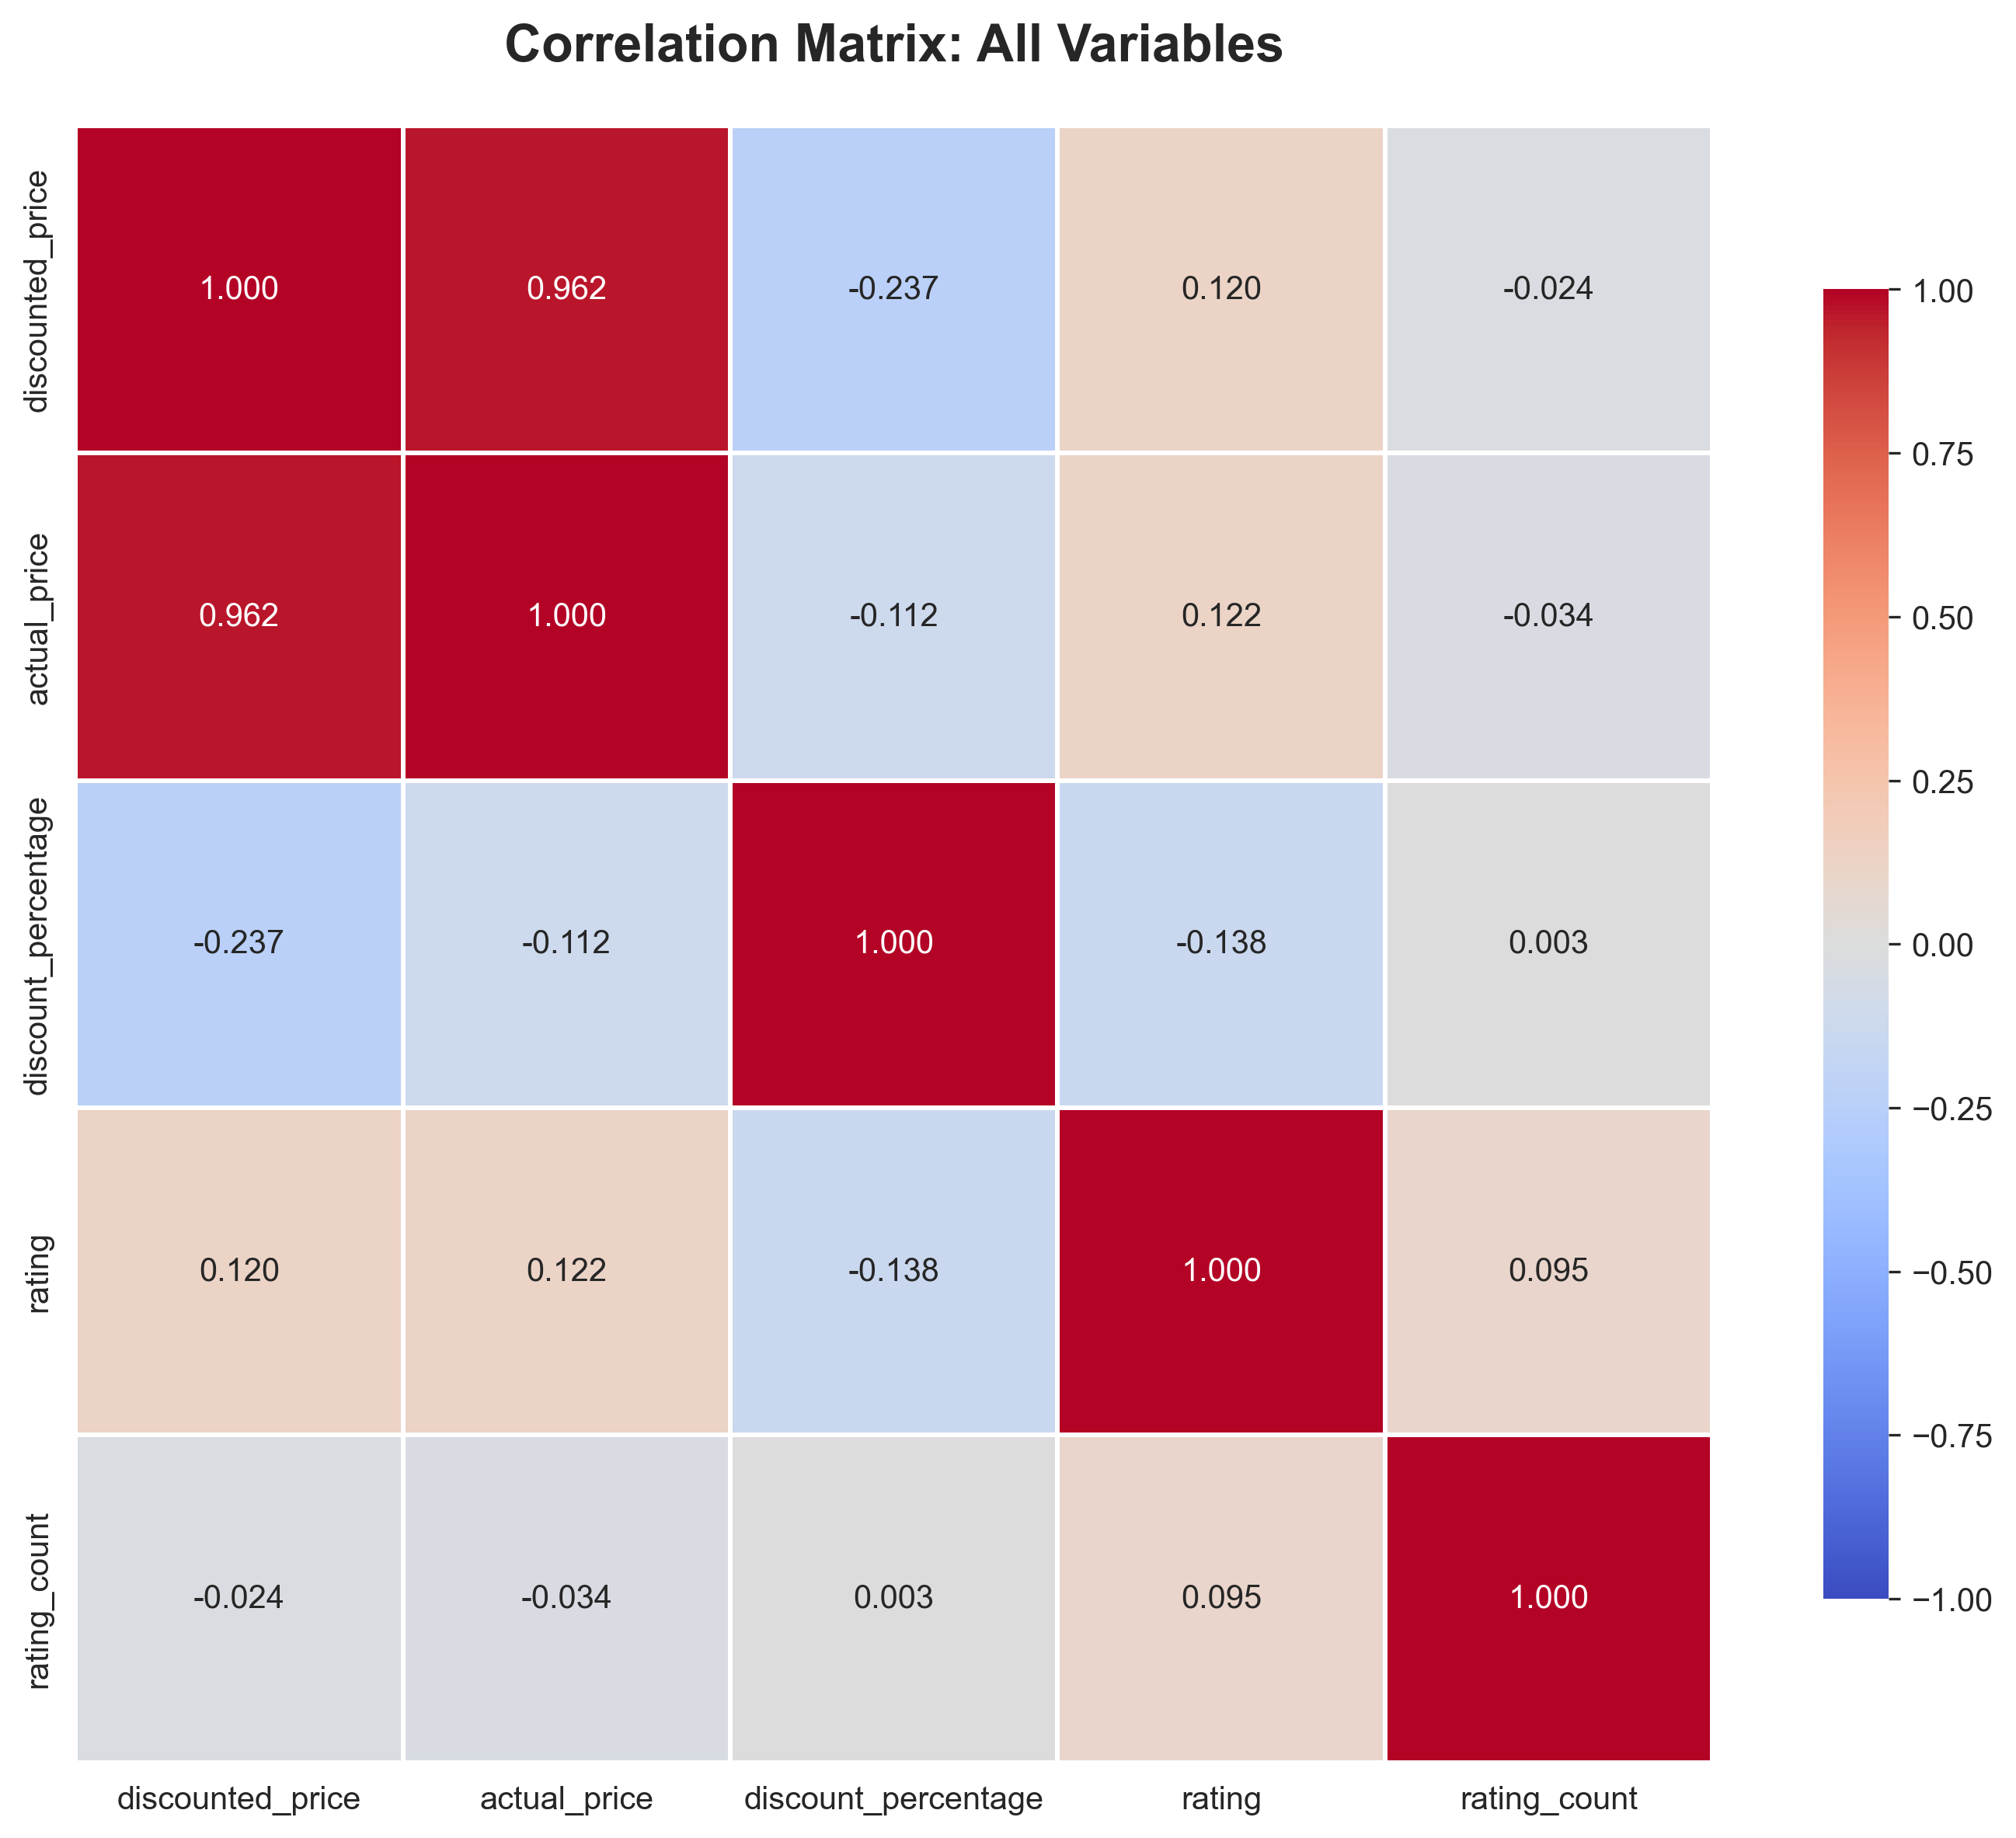 Correlation Matrix: All Variables
discounted_price 1.000 0.962 -0.237 0.120 -0.024
actual_price 0.962 1.000 -0.112 0.122 -0.034
discount_percentage -0.237 -0.112 1.000 -0.138 0.003
rating 0.120 0.122 -0.138 1.000 0.095
rating_count -0.024 -0.034 0.003 0.095 1.000
discounted_price actual_price discount_percentage rating rating_count
1.00
0.75
0.50
0.25
0.00
−0.25
−0.50
−0.75
−1.00